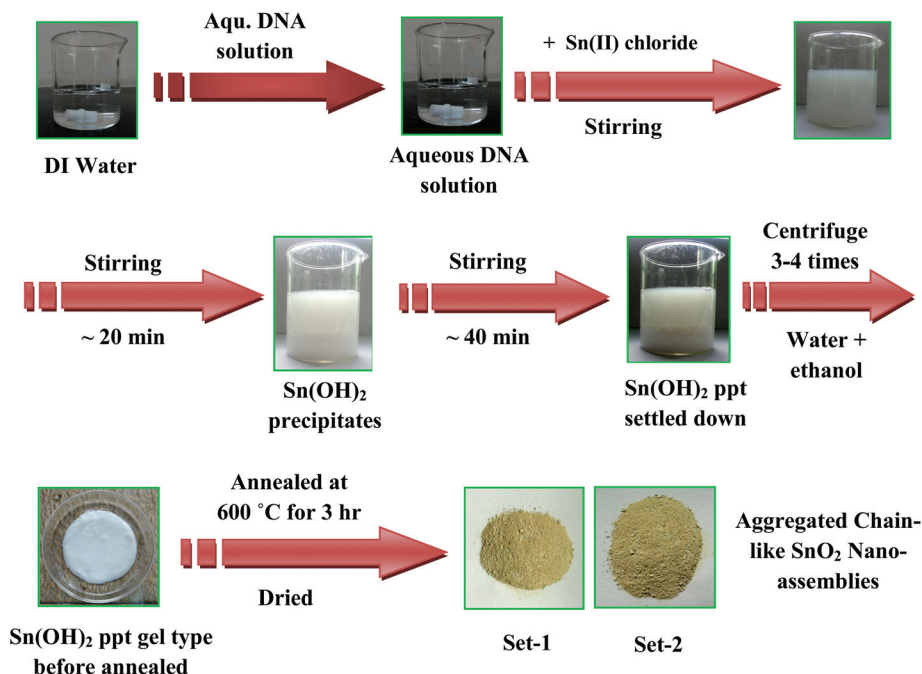 Aqu. DNA
solution
+ Sn(II) chloride
Stirring
DI Water
Aqueous DNA
solution
Stirring
~ 20 min
Sn(OH)₂
precipitates
Stirring
~ 40 min
Sn(OH)₂ ppt
settled down
Centrifuge
3-4 times
Water +
ethanol
Sn(OH)₂ ppt gel type
before annealed
Annealed at
600 ˚C for 3 hr
Dried
Set-1
Set-2
Aggregated Chain-
like SnO₂ Nano-
assemblies